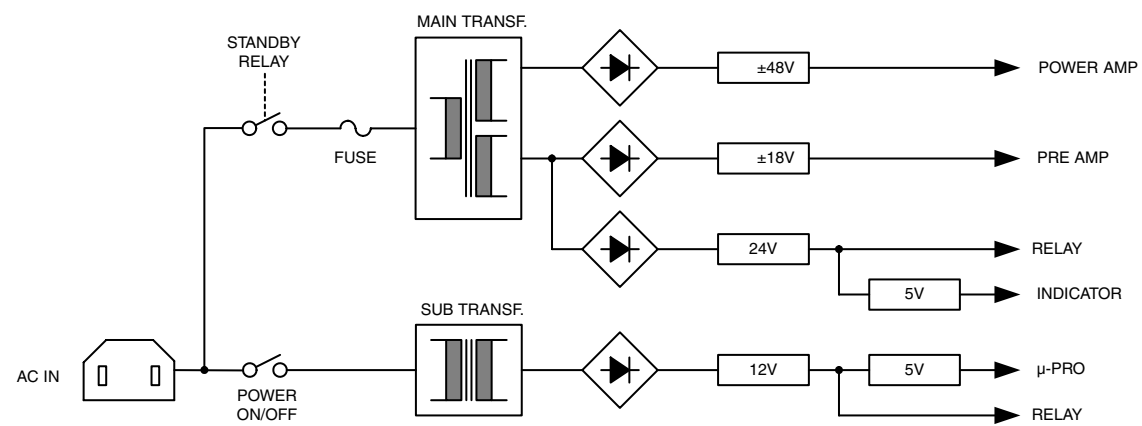 MAIN TRANSF.
STANDBY
RELAY
±48V
POWER AMP
FUSE
±18V
PRE AMP
24V
RELAY
5V
INDICATOR
SUB TRANSF.
AC IN
POWER
ON/OFF
12V
5V
µ-PRO
RELAY